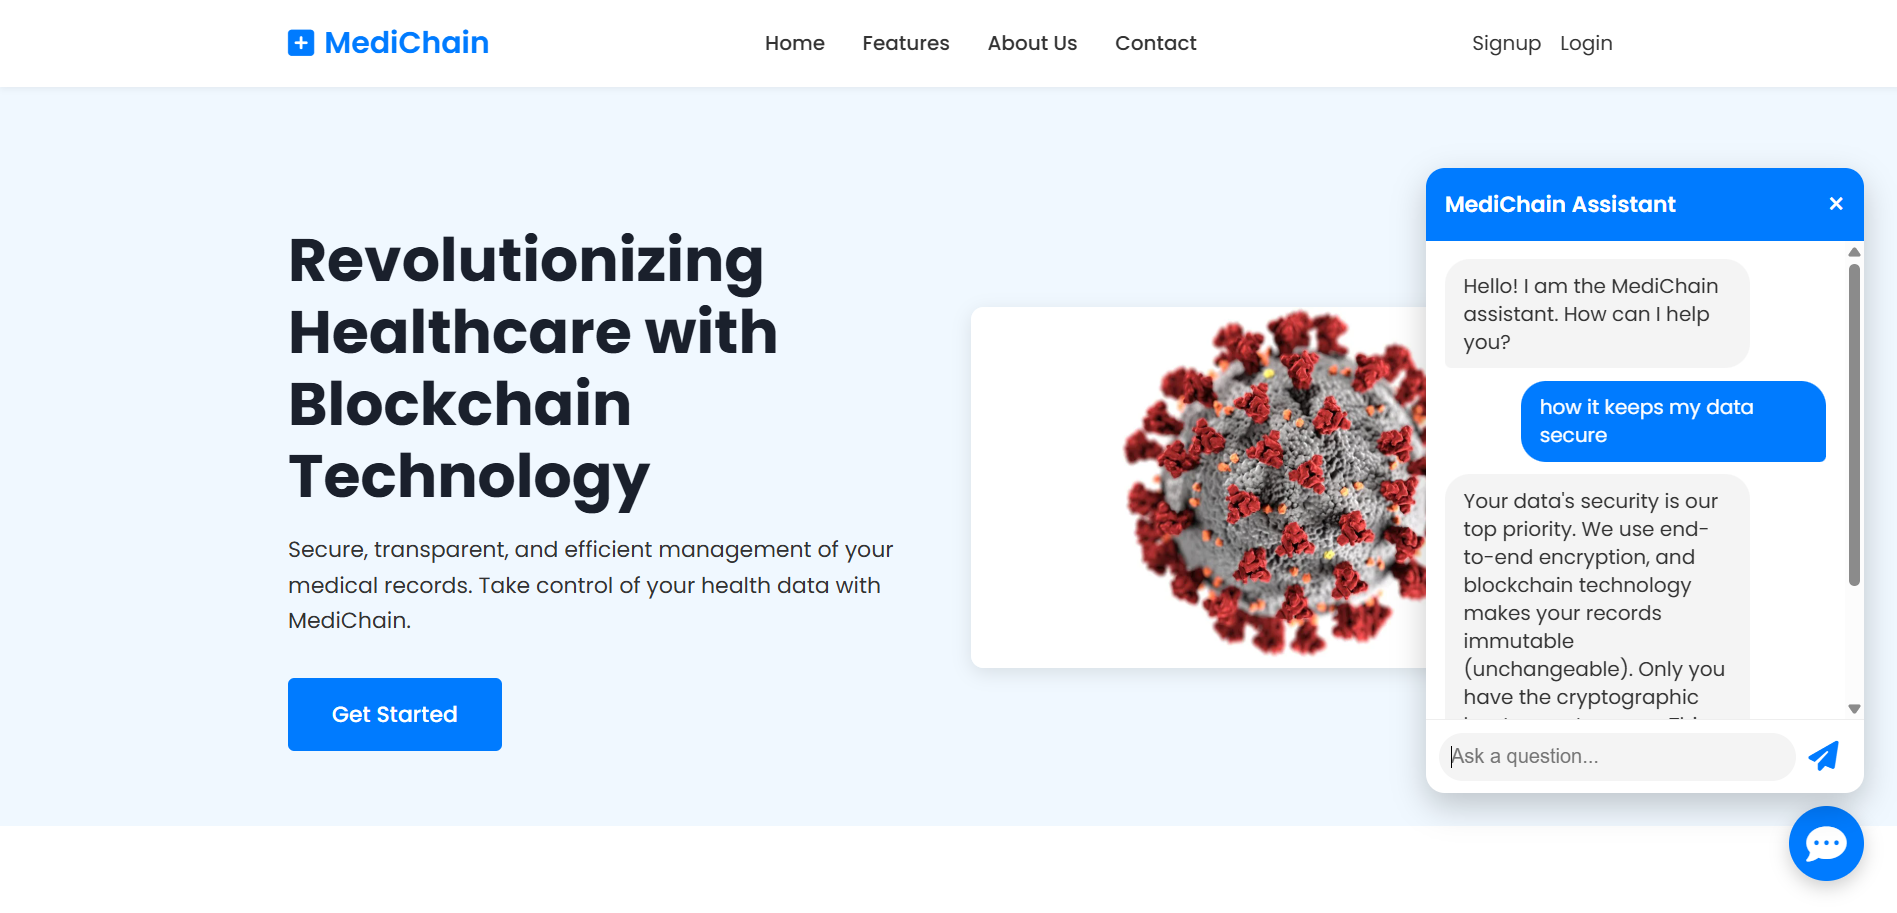 MediChain
Home
Features
About Us
Contact
Signup
Login
Revolutionizing
Healthcare with
Blockchain
Technology
Secure, transparent, and efficient management of your
medical records. Take control of your health data with
MediChain.
Get Started
MediChain Assistant
Hello! I am the MediChain
assistant. How can I help
you?
how it keeps my data
secure
Your data's security is our
top priority. We use end-
to-end encryption, and
blockchain technology
makes your records
immutable
(unchangeable). Only you
have the cryptographic
Ask a question...